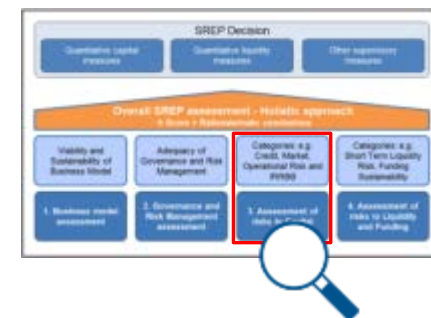 SREP Decision
Quantitative capital
measures
Quantitative liquidity
measures
Other supervisory
measures
Overall SREP assessment - Holistic approach
Viability and
Sustainability of
Business Model
Adequacy of
Governance and Risk
Management
Categories: e.g.
Credit, Market,
Operational Risk and
IRRBB
Categories: e.g.
Short Term Liquidity
Risk, Funding
Sustainability
1. Business model
assessment
2. Governance and
Risk Management
assessment
3. Assessment of
risks to Capital
4. Assessment of
risks to Liquidity
and Funding